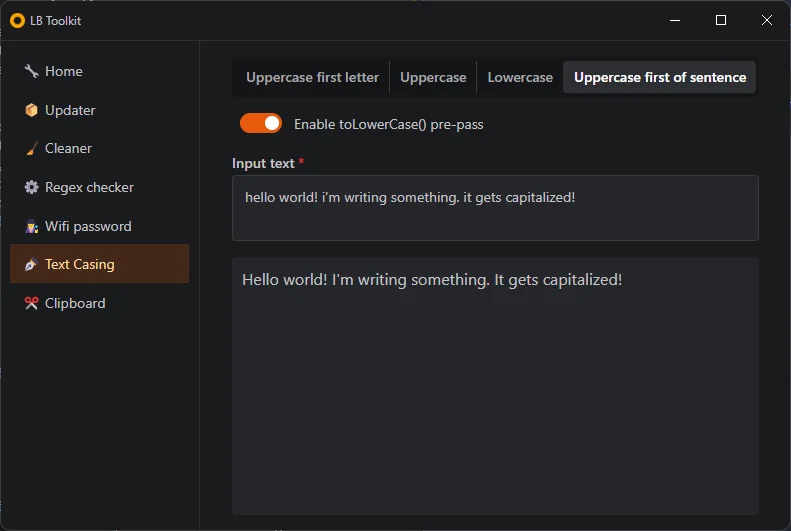 LB Toolkit
Home
Updater
Cleaner
Regex checker
Wifi password
Text Casing
Clipboard
Uppercase first letter Uppercase Lowercase Uppercase first of sentence
Enable toLowerCase() pre-pass
Input text *
hello world! i'm writing something. it gets capitalized!
Hello world! I'm writing something. It gets capitalized!